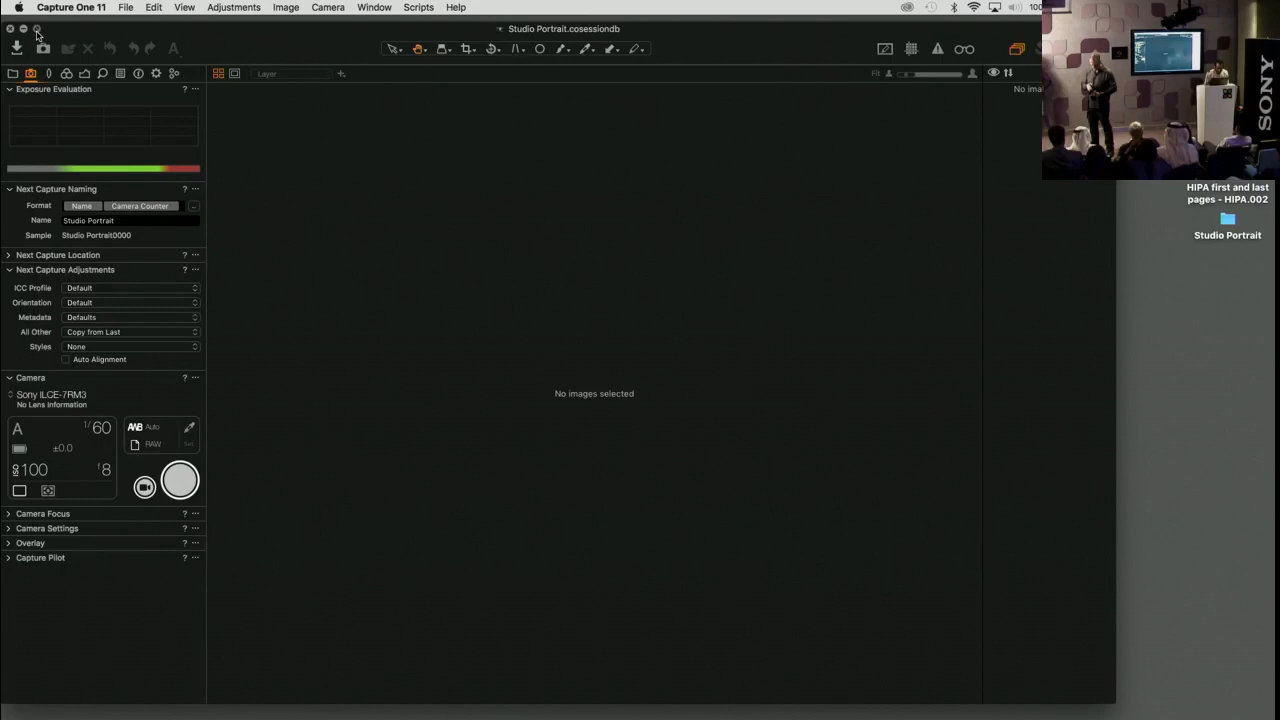 Capture One 11 File Edit View Adjustments Image Camera Window Scripts Help
Studio Portrait.cosessiondb
Layer
Fit
Exposure Evaluation
No ima
SONY
Next Capture Naming
HIPA first and last
pages - HIPA.002
Format Name Camera Counter
Name Studio Portrait
Sample Studio Portrait0000
Studio Portrait
Next Capture Location
Next Capture Adjustments
ICC Profile Default
Orientation Default
Metadata Defaults
All Other Copy from Last
Styles None
Auto Alignment
Camera
Sony ILCE-7RM3
No Lens Information
No images selected
A 1/60
AWB Auto
±0.0
RAW
Set
ISO 100 f8
Camera Focus
Camera Settings
Overlay
Capture Pilot